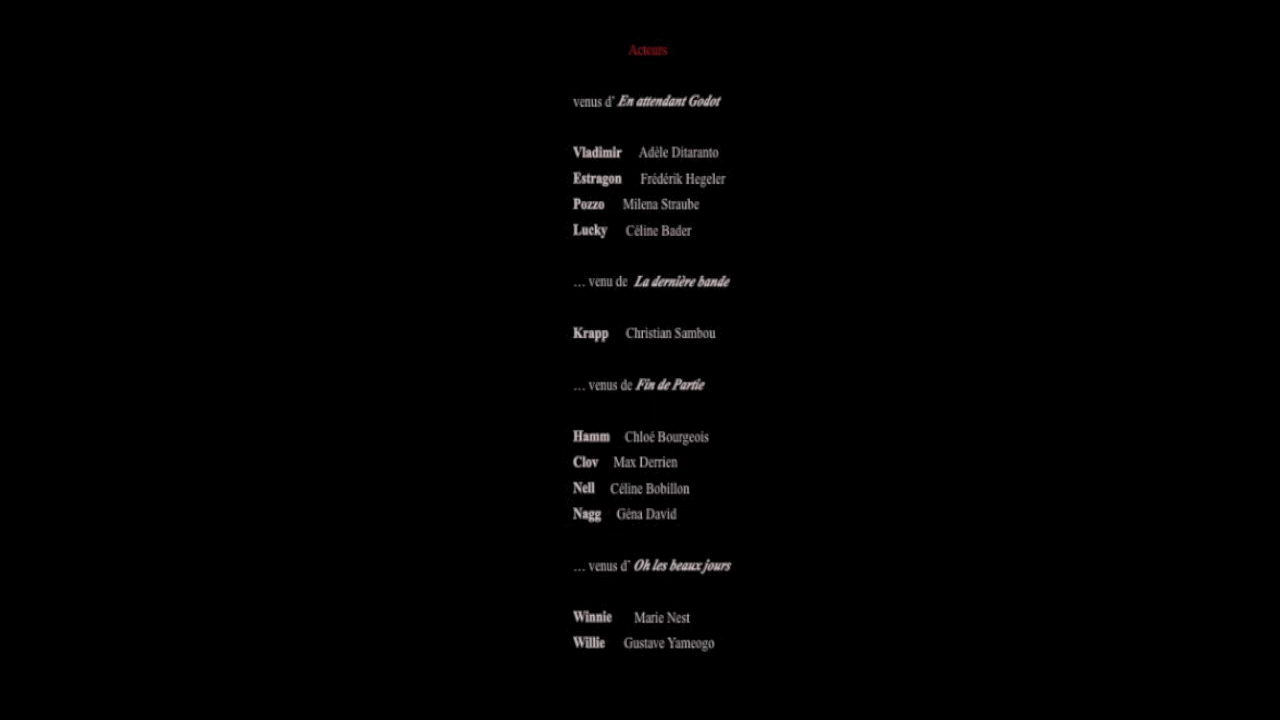 Acteurs
venus d' En attendant Godot
Vladimir Adèle Ditaranto
Estragon Frédérik Hegeler
Pozzo Milena Straube
Lucky Céline Bader
… venu de La dernière bande
Krapp Christian Sambou
… venus de Fin de Partie
Hamm Chloé Bourgeois
Clov Max Derrien
Nell Céline Bobillon
Nagg Géna David
… venus d' Oh les beaux jours
Winnie Marie Nest
Willie Gustave Yameogo